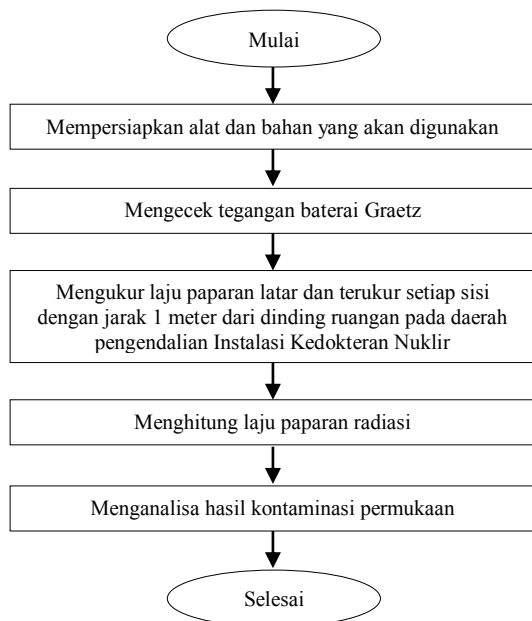 Mulai
Mempersiapkan alat dan bahan yang akan digunakan
Mengecek tegangan baterai Graetz
Mengukur laju paparan latar dan terukur setiap sisi
dengan jarak 1 meter dari dinding ruangan pada daerah
pengendalian Instalasi Kedokteran Nuklir
Menghitung laju paparan radiasi
Menganalisa hasil kontaminasi permukaan
Selesai